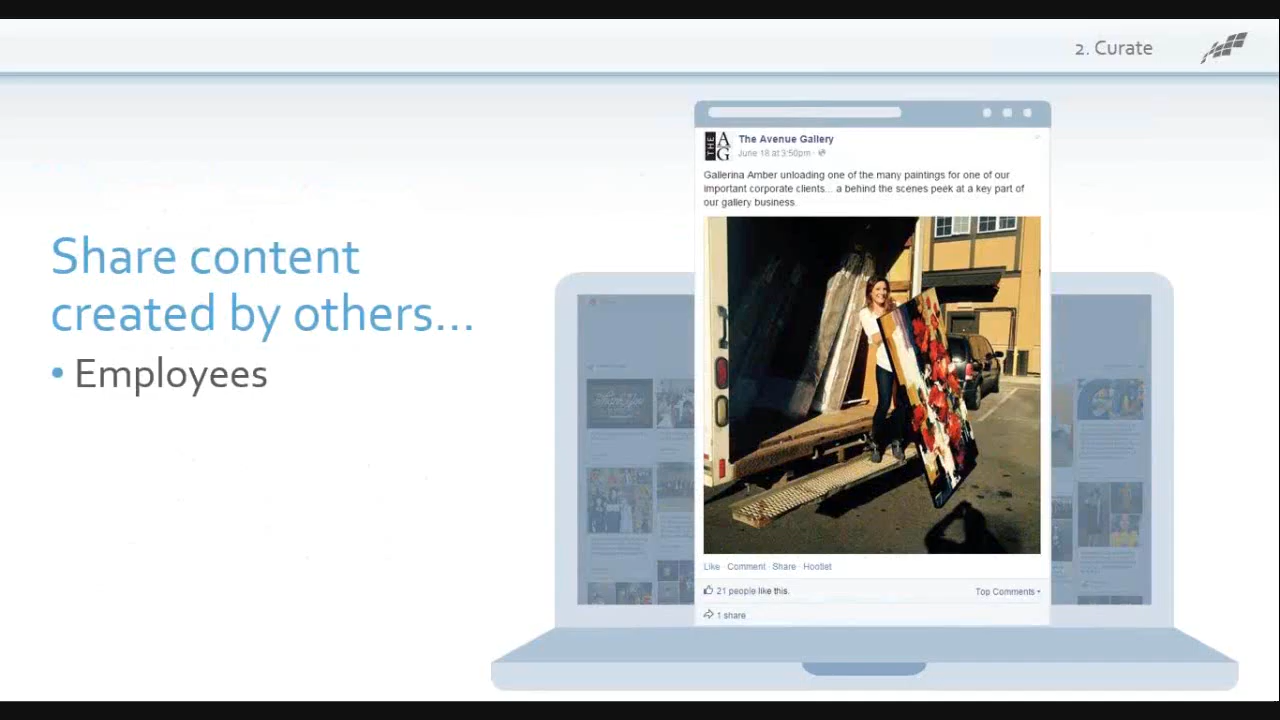 2. Curate
Share content
created by others...
• Employees
THE AG
The Avenue Gallery
June 18 at 3:50pm ·
Gallerina Amber unloading one of the many paintings for one of our
important corporate clients... a behind the scenes peek at a key part of
our gallery business.
Like · Comment · Share · Hootlet
21 people like this.
Top Comments
1 share